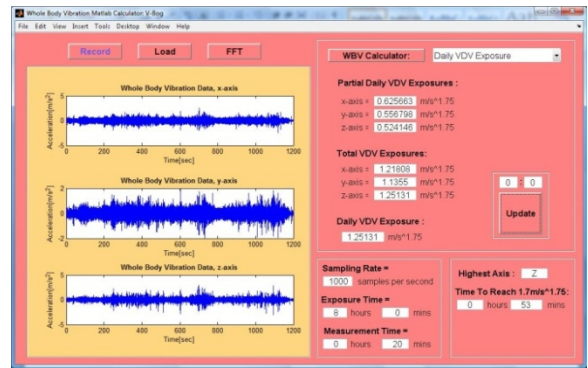 Whole Body Vibration Matlab Calculator: V-Bog
File Edit View Insert Tools Desktop Window Help
Record Load FFT
Whole Body Vibration Data, x-axis
Acceleration[m/s²]
5
0
-5
0 200 400 600 800 1000 1200
Time[sec]
Whole Body Vibration Data, y-axis
Acceleration[m/s²]
2
0
-2
0 200 400 600 800 1000 1200
Time[sec]
Whole Body Vibration Data, z-axis
Acceleration[m/s²]
5
0
-5
0 200 400 600 800 1000 1200
Time[sec]
WBV Calculator: Daily VDV Exposure
Partial Daily VDV Exposures :
x-axis = 0.625663 m/s^1.75
y-axis = 0.556798 m/s^1.75
z-axis = 0.524146 m/s^1.75
Total VDV Exposures:
x-axis = 1.21808 m/s^1.75
y-axis = 1.1355 m/s^1.75
z-axis = 1.25131 m/s^1.75
Daily VDV Exposure :
1.25131 m/s^1.75
0 : 0
Update
Sampling Rate =
1000 samples per second
Exposure Time =
8 hours 0 mins
Measurement Time =
0 hours 20 mins
Highest Axis : Z
Time To Reach 1.7m/s^1.75:
0 hours 53 mins